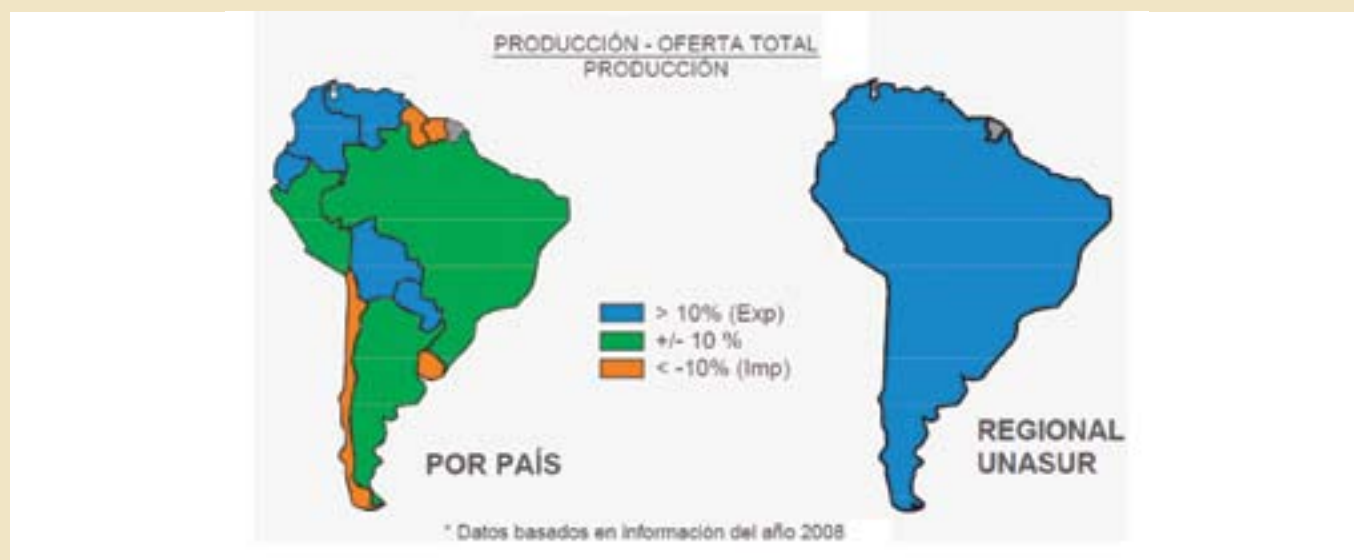 PRODUCCIÓN - OFERTA TOTAL
PRODUCCIÓN
> 10% (Exp)
+/- 10 %
< -10% (Imp)
POR PAÍS
REGIONAL
UNASUR
* Datos basados en información del año 2008